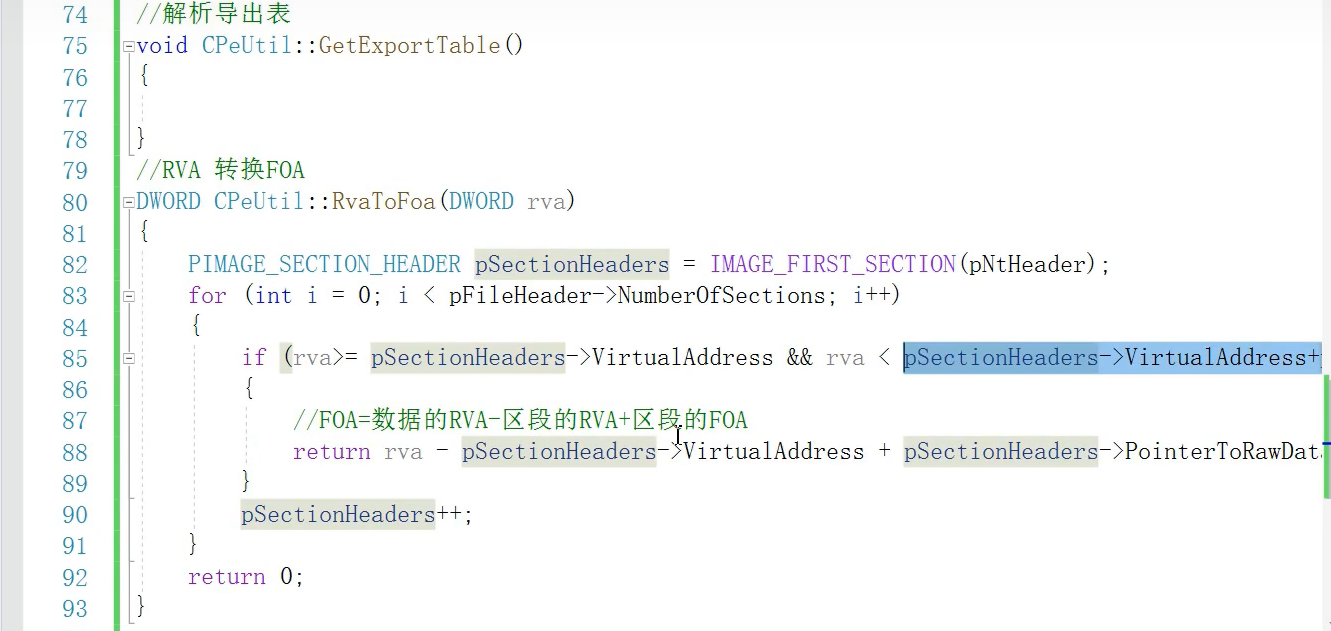 74 //解析导出表
75 void CPeUtil::GetExportTable()
76 {
77
78 }
79 //RVA 转换FOA
80 DWORD CPeUtil::RvaToFoa(DWORD rva)
81 {
82 PIMAGE_SECTION_HEADER pSectionHeaders = IMAGE_FIRST_SECTION(pNtHeader);
83 for (int i = 0; i < pFileHeader->NumberOfSections; i++)
84 {
85 if (rva>= pSectionHeaders->VirtualAddress && rva < pSectionHeaders->VirtualAddress+
86 {
87 //FOA=数据的RVA-区段的RVA+区段的FOA
88 return rva - pSectionHeaders->VirtualAddress + pSectionHeaders->PointerToRawData
89 }
90 pSectionHeaders++;
91 }
92 return 0;
93 }